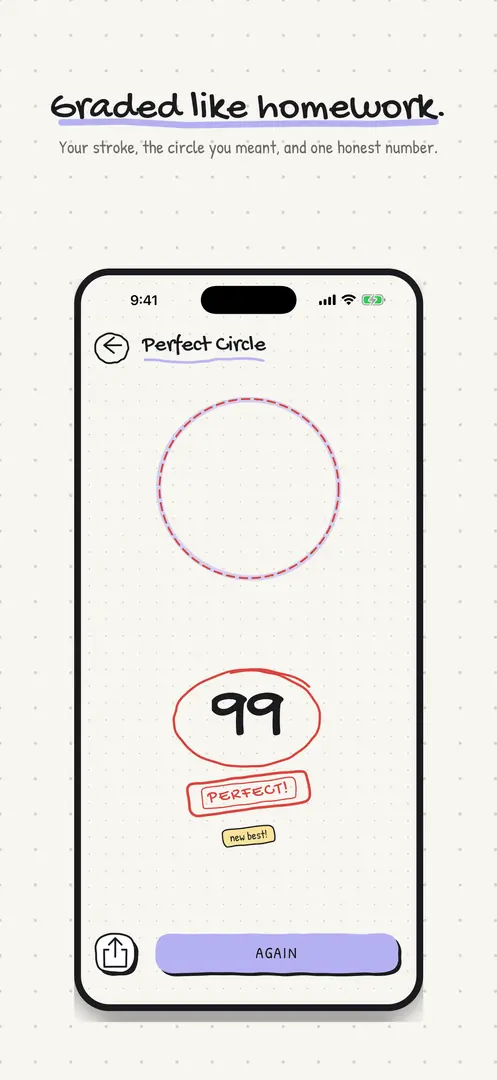 Graded like homework.
Your stroke, the circle you meant, and one honest number.
9:41
Perfect Circle
99
PERFECT!
new best!
AGAIN